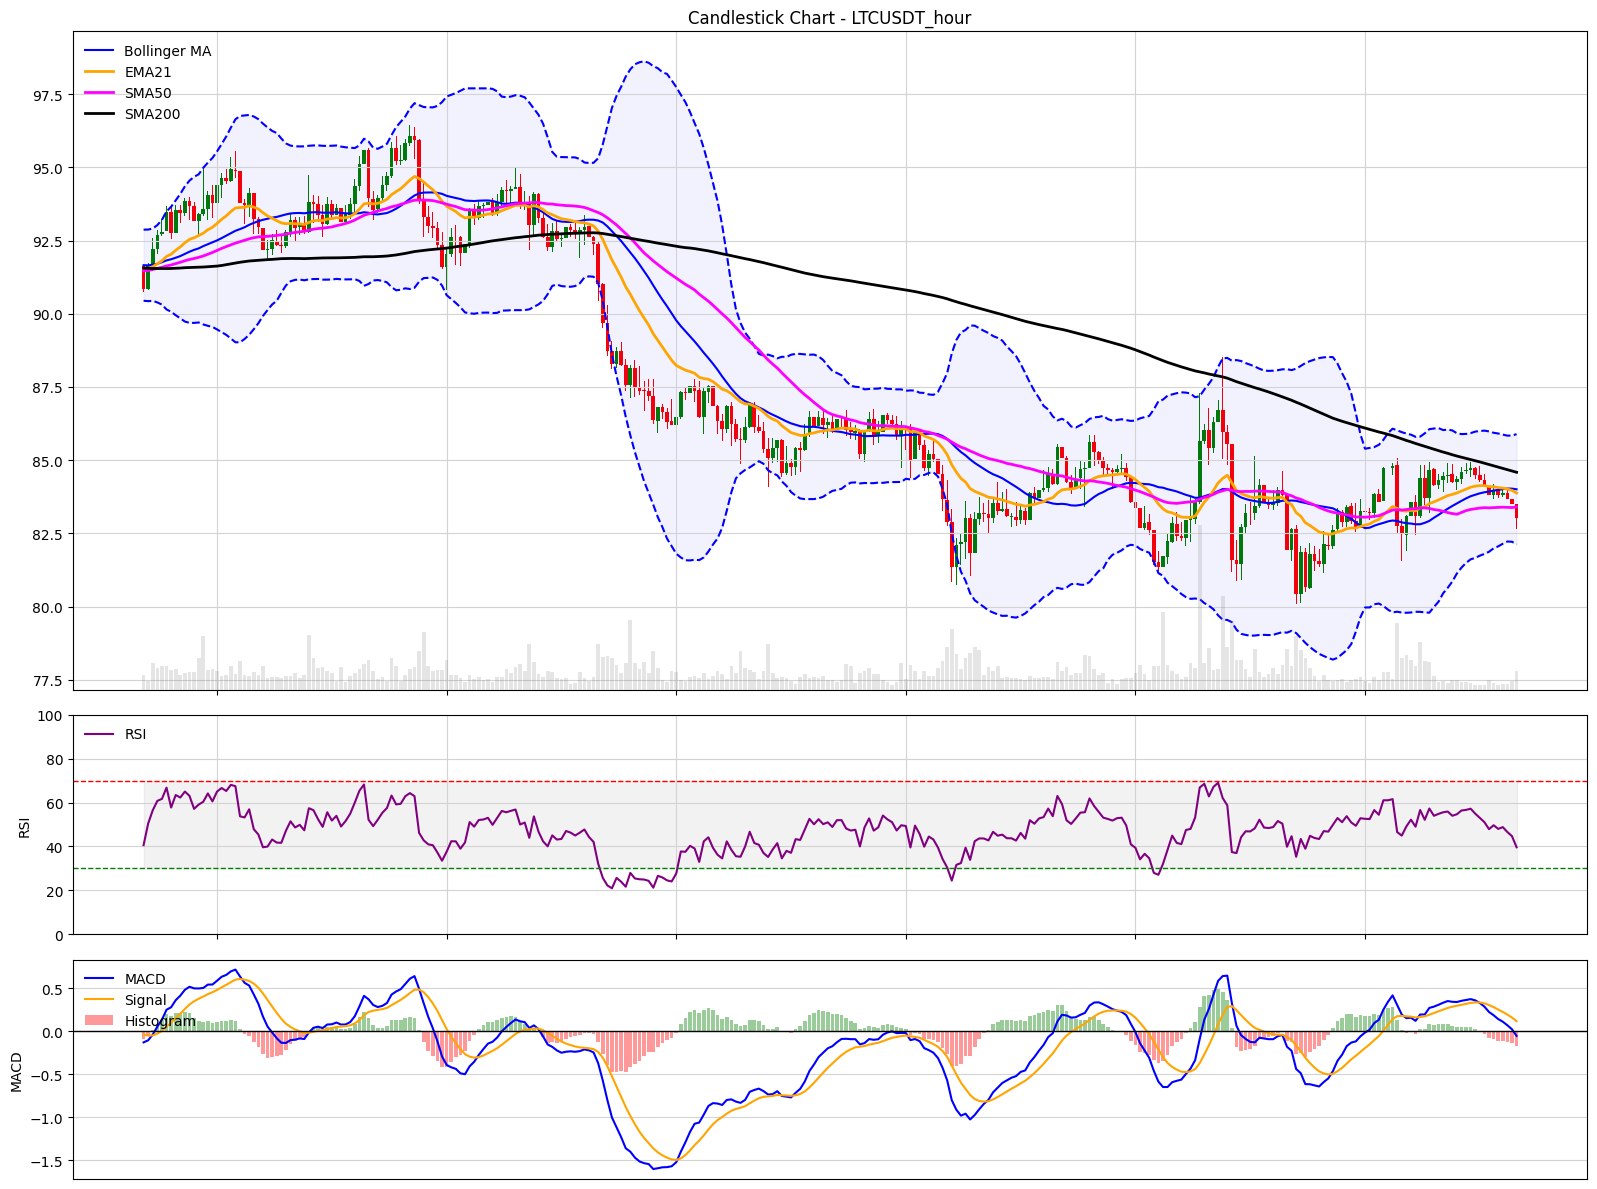 Candlestick Chart - LTCUSDT_hour
Bollinger MA
EMA21
SMA50
SMA200
97.5
95.0
92.5
90.0
87.5
85.0
82.5
80.0
77.5
RSI
100
80
60
40
20
0
RSI
MACD
Signal
Histogram
0.5
0.0
−0.5
−1.0
−1.5
MACD